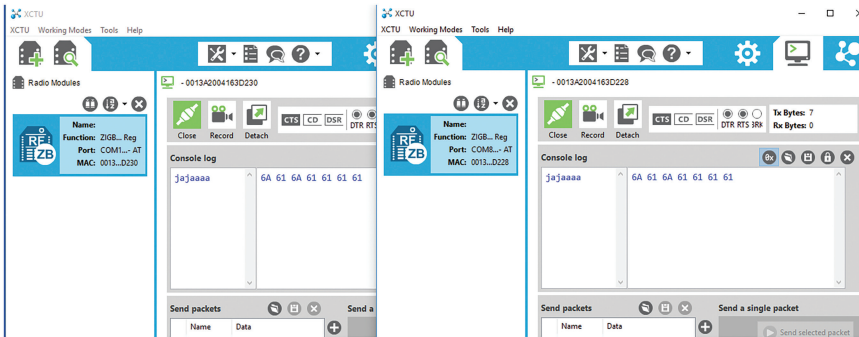 XCTU
XCTU Working Modes Tools Help
Radio Modules
- 0013A2004163D230
Name:
Function: ZIGB... Reg
Port: COM1...- AT
MAC: 0013...D230
Close Record Detach
CTS CD DSR
DTR RTS
Console log
jajaaaa
6A 61 6A 61 61 61 61
Send packets
Send a
Name Data
XCTU
XCTU Working Modes Tools Help
Radio Modules
- 0013A2004163D228
Name:
Function: ZIGB... Reg
Port: COM8...- AT
MAC: 0013...D228
Close Record Detach
CTS CD DSR
DTR RTS BRK
Tx Bytes: 7
Rx Bytes: 0
Console log
jajaaaa
6A 61 6A 61 61 61 61
Send packets
Send a single packet
Name Data
Send selected packet